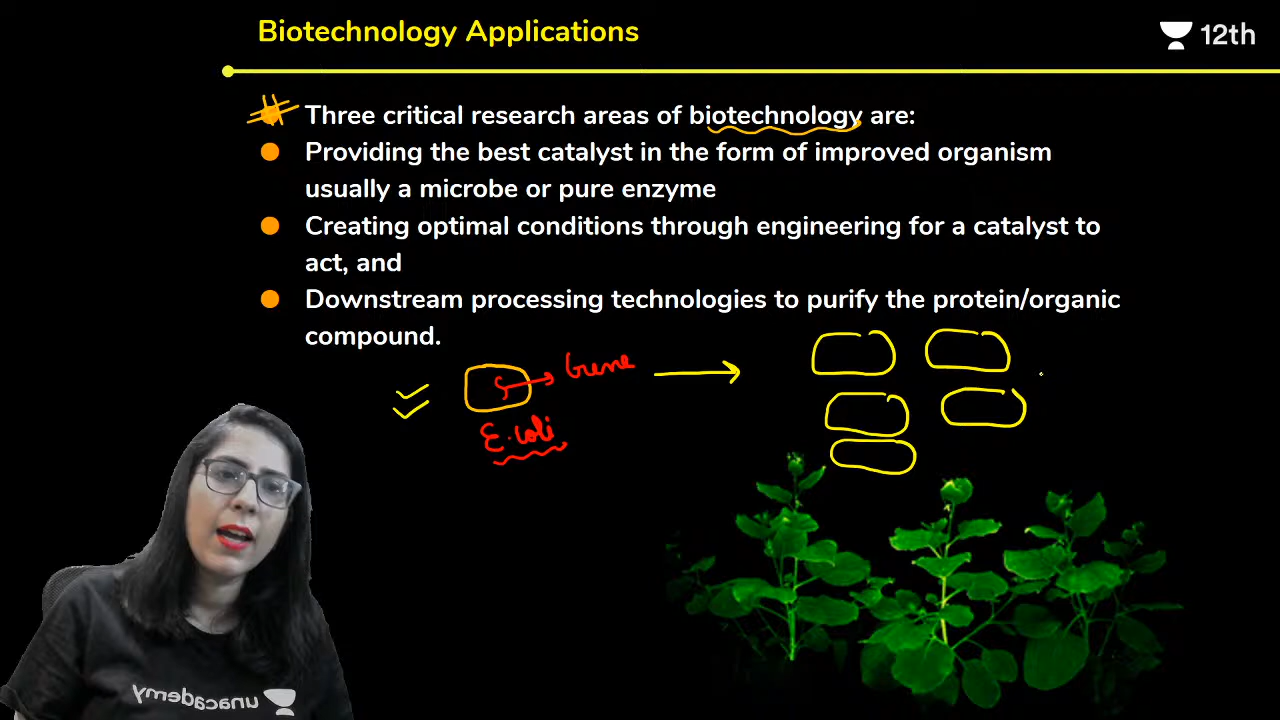 Biotechnology Applications
12th
Three critical research areas of biotechnology are:
Providing the best catalyst in the form of improved organism
usually a microbe or pure enzyme
Creating optimal conditions through engineering for a catalyst to
act, and
Downstream processing technologies to purify the protein/organic
compound.
Gene
E.coli
unacademy